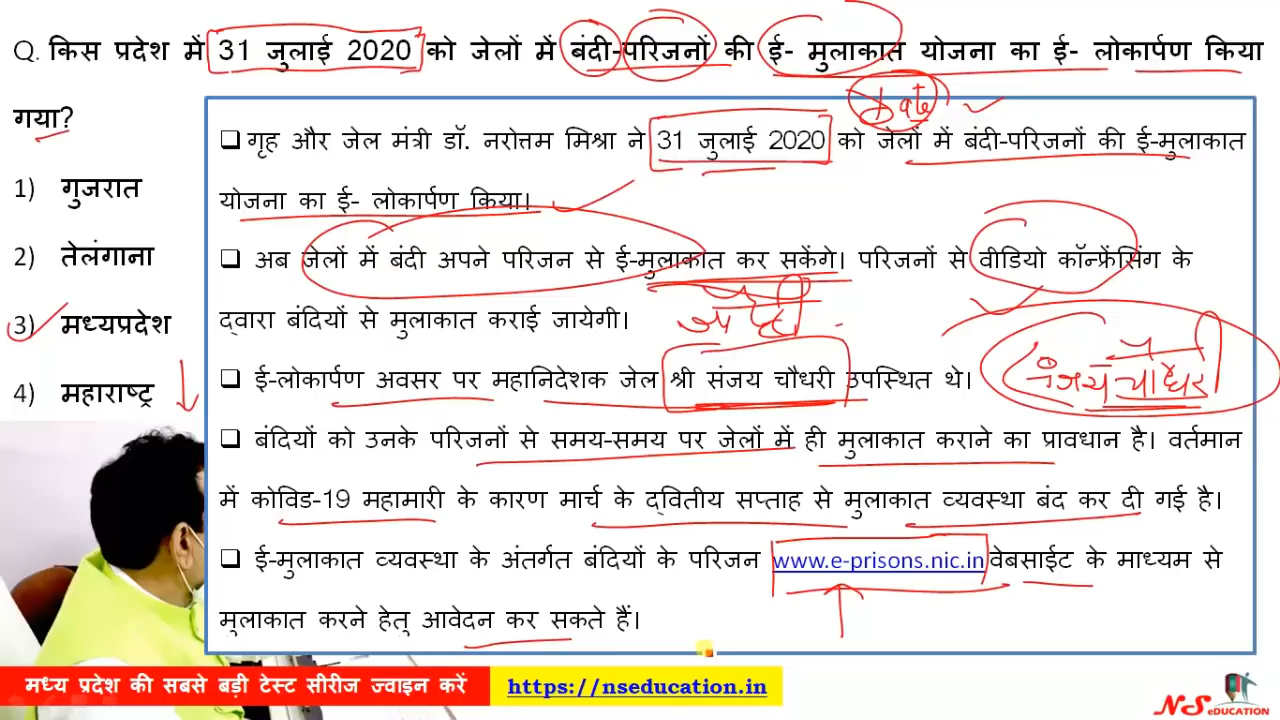 Q. किस प्रदेश में 31 जुलाई 2020 को जेलों में बंदी-परिजनों की ई- मुलाकात योजना का ई- लोकार्पण किया
गया?
1) गुजरात
2) तेलंगाना
3) मध्यप्रदेश
4) महाराष्ट्र
Date
❑ गृह और जेल मंत्री डॉ. नरोत्तम मिश्रा ने 31 जुलाई 2020 को जेलों में बंदी-परिजनों की ई-मुलाकात
योजना का ई- लोकार्पण किया।
❑ अब जेलों में बंदी अपने परिजन से ई-मुलाकात कर सकेंगे। परिजनों से वीडियो कॉन्फ्रेंसिंग के
द्वारा बंदियों से मुलाकात कराई जायेगी।
❑ ई-लोकार्पण अवसर पर महानिदेशक जेल श्री संजय चौधरी उपस्थित थे।
संजय चौधरी
❑ बंदियों को उनके परिजनों से समय-समय पर जेलों में ही मुलाकात कराने का प्रावधान है। वर्तमान
में कोविड-19 महामारी के कारण मार्च के द्वितीय सप्ताह से मुलाकात व्यवस्था बंद कर दी गई है।
❑ ई-मुलाकात व्यवस्था के अंतर्गत बंदियों के परिजन www.e-prisons.nic.in वेबसाईट के माध्यम से
मुलाकात करने हेतु आवेदन कर सकते हैं।
मध्य प्रदेश की सबसे बड़ी टेस्ट सीरीज ज्वाइन करें
https://nseducation.in
NS eDUCATION